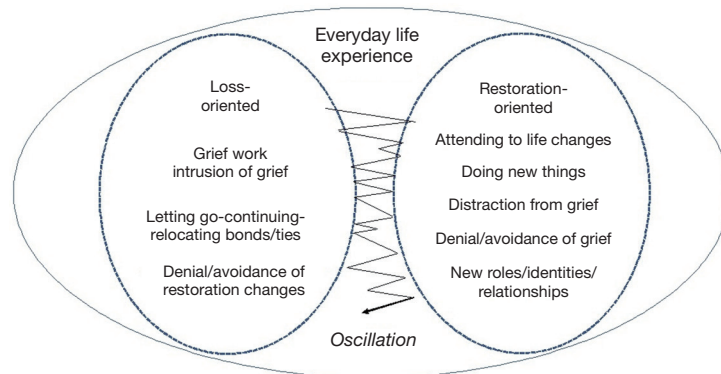 Everyday life
experience
Loss-
oriented
Grief work
intrusion of grief
Letting go-continuing-
relocating bonds/ties
Denial/avoidance of
restoration changes
Restoration-
oriented
Attending to life changes
Doing new things
Distraction from grief
Denial/avoidance of grief
New roles/identities/
relationships
Oscillation